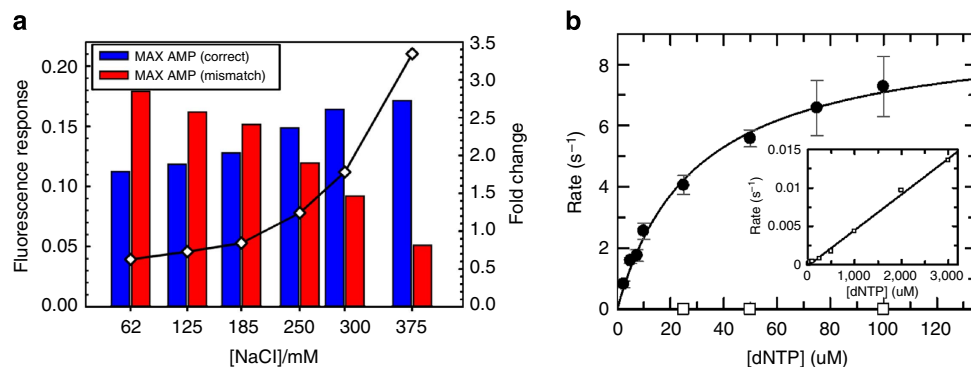 a
MAX AMP (correct)
MAX AMP (mismatch)
Fluorescence response
0.20
0.15
0.10
0.05
0.00
Fold change
3.5
3.0
2.5
2.0
1.5
1.0
0.5
0.0
62 125 185 250 300 375
[NaCl]/mM
b
Rate (s⁻¹)
8
6
4
2
0
0 20 40 60 80 100 120
[dNTP] (uM)
Rate (s⁻¹)
0.015
0.010
0.005
0
0 1,000 2,000 3,000
[dNTP] (uM)